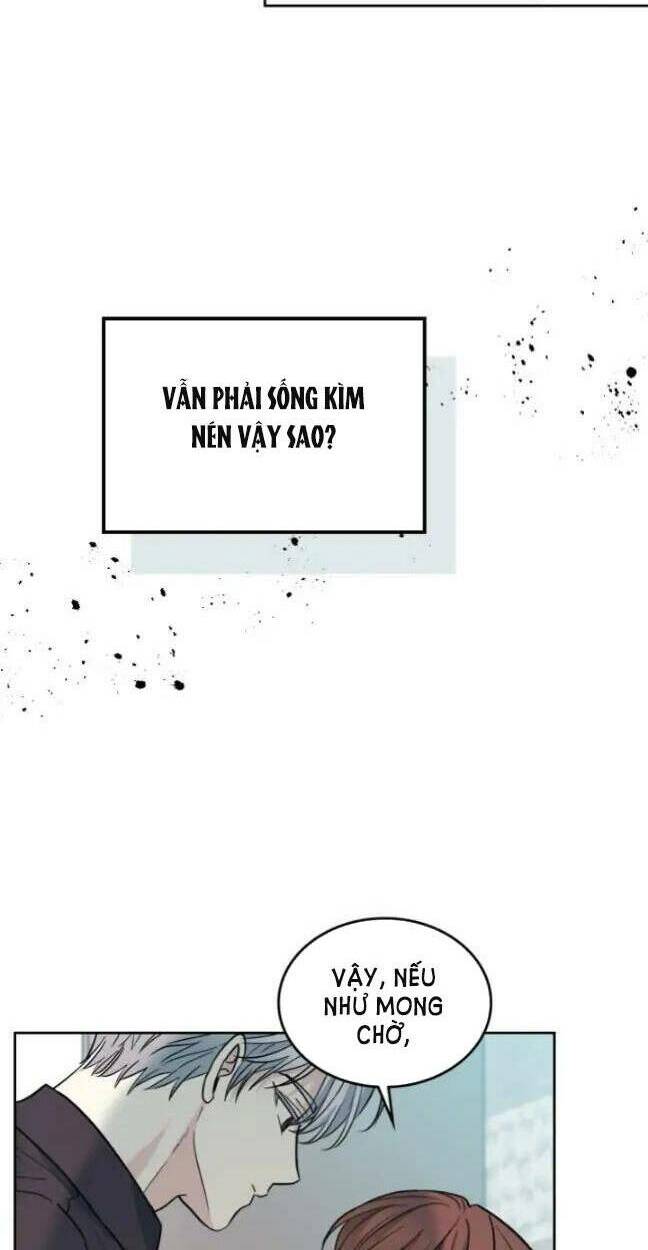 VẪN PHẢI SỐNG KÌM
NÉN VẬY SAO?
VẬY, NẾU
NHƯ MONG
CHỜ,